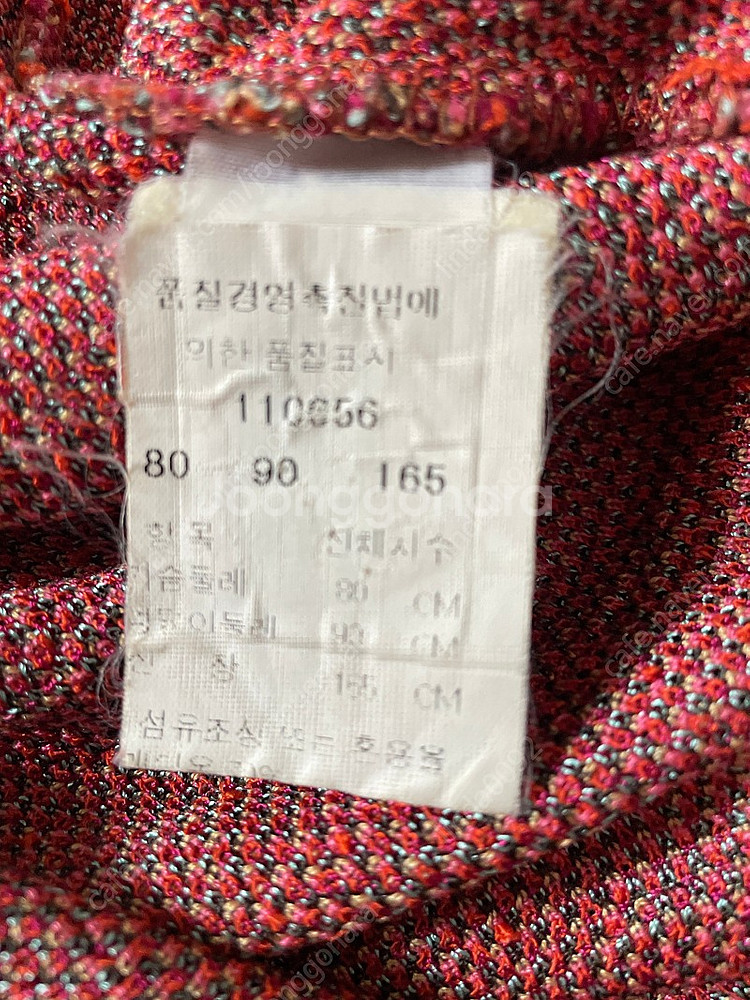 품질경영촉진법에
의한 품질표시
110656
80 90 165
항 목 신체치수
가슴둘레 80 CM
엉덩이둘레 90 CM
신 장 165 CM
섬유조성 또는 혼용율
joonggonara